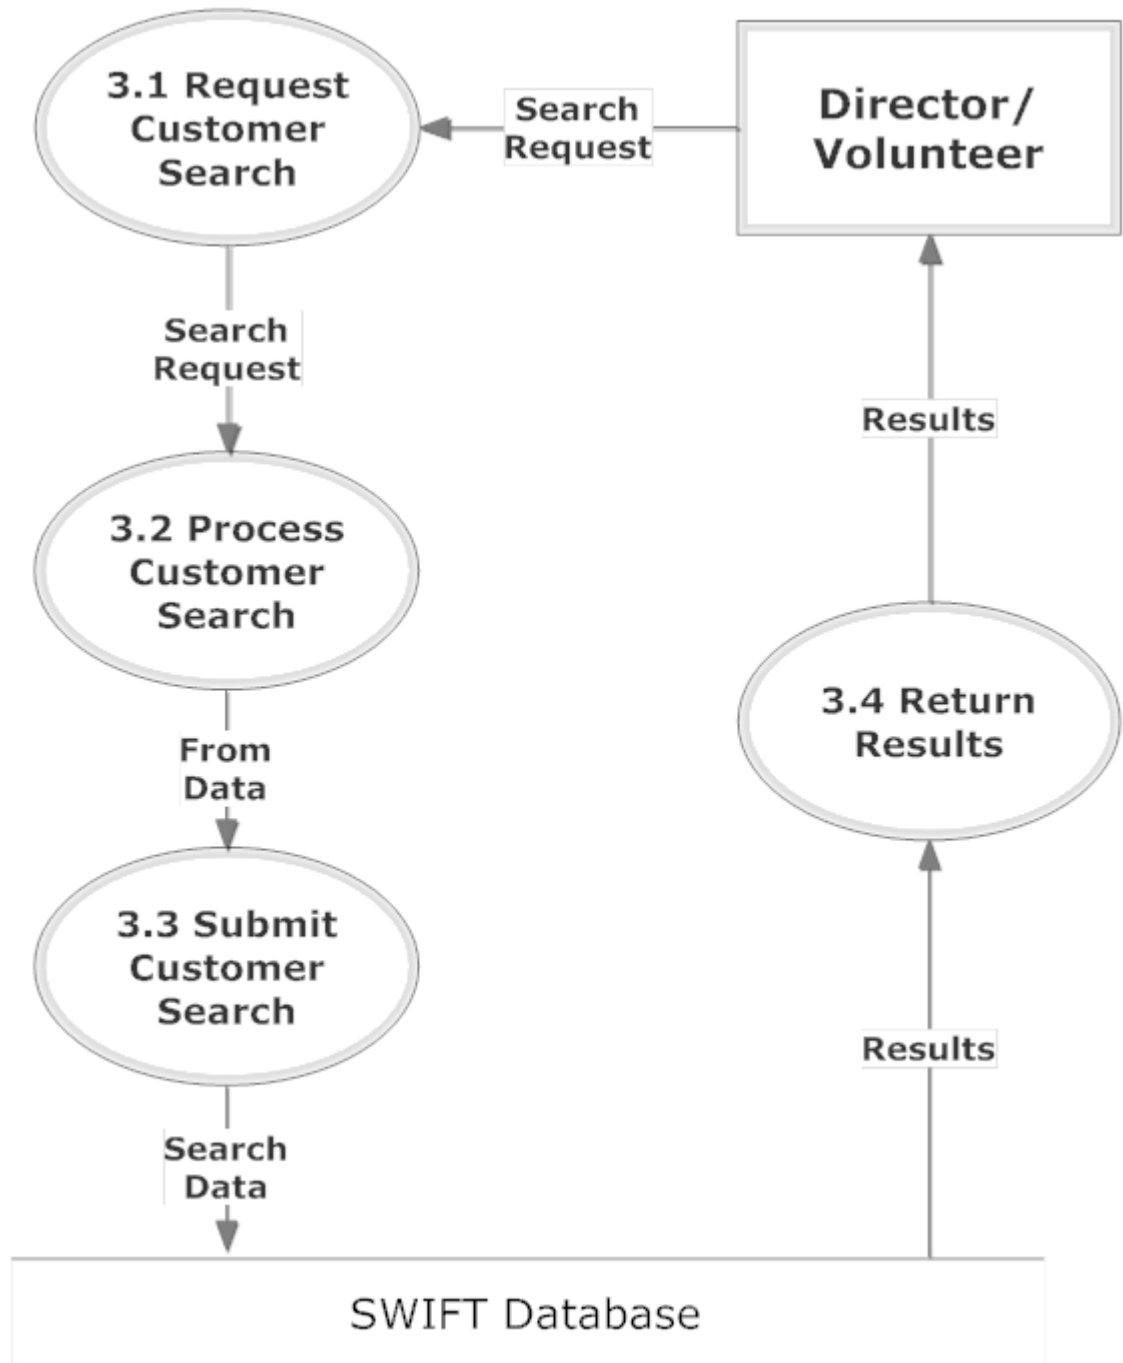 3.1 Request
Customer
Search
Search
Request
Director/
Volunteer
Search
Request
Results
3.2 Process
Customer
Search
3.4 Return
Results
From
Data
3.3 Submit
Customer
Search
Results
Search
Data
SWIFT Database